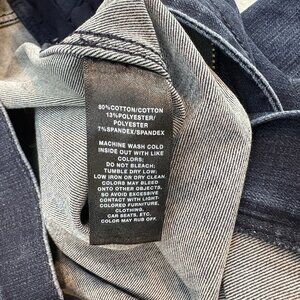 80%COTTON/COTTON
13%POLYESTER/
POLYESTER
7%SPANDEX/SPANDEX
MACHINE WASH COLD
INSIDE OUT WITH LIKE
COLORS;
DO NOT BLEACH;
TUMBLE DRY LOW;
LOW IRON OR DRY CLEAN.
COLORS MAY BLEED
ONTO OTHER OBJECTS,
SO AVOID EXCESSIVE
CONTACT WITH LIGHT-
COLORED FURNITURE,
CLOTHING,
CAR SEATS, ETC.
COLOR MAY RUB OFF.